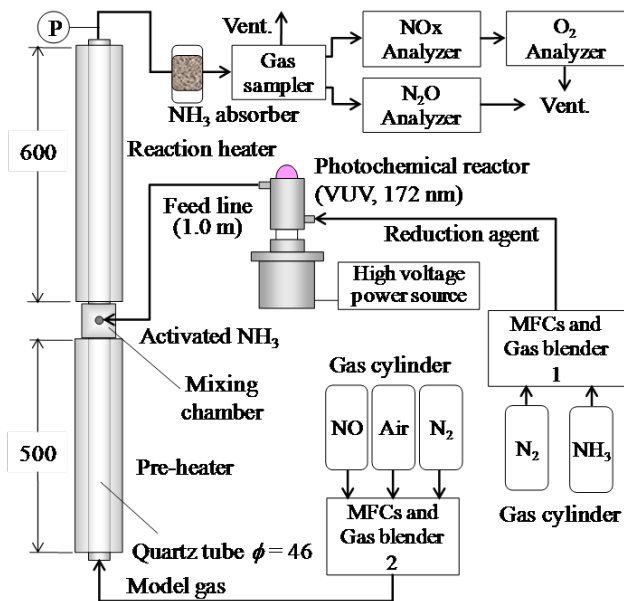 P
Vent.
NOx
Analyzer
O2
Analyzer
Gas
sampler
N2O
Analyzer
Vent.
NH3 absorber
600
Reaction heater
Photochemical reactor
(VUV, 172 nm)
Feed line
(1.0 m)
Reduction agent
High voltage
power source
Activated NH3
MFCs and
Gas blender
1
Mixing
chamber
Gas cylinder
NO
Air
N2
N2
NH3
500
Pre-heater
MFCs and
Gas blender
2
Gas cylinder
Quartz tube ϕ = 46
Model gas